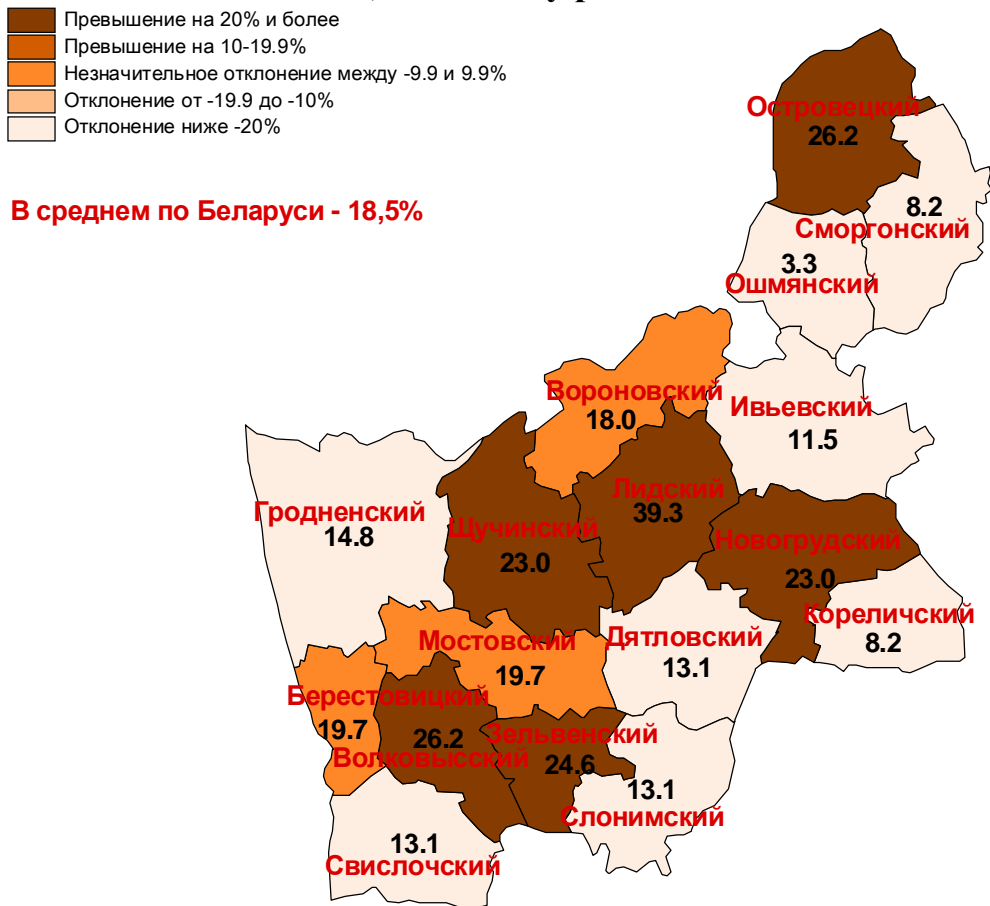 Превышение на 20% и более
Превышение на 10-19.9%
Незначительное отклонение между -9.9 и 9.9%
Отклонение от -19.9 до -10%
Отклонение ниже -20%
В среднем по Беларуси - 18,5%
Островецкий
26.2
8.2
Сморгонский
3.3
Ошмянский
Вороновский
18.0
Ивьевский
11.5
Лидский
39.3
Гродненский
14.8
Щучинский
23.0
Новогрудский
23.0
Кореличский
8.2
Мостовский
19.7
Дятловский
13.1
Берестовицкий
19.7
26.2
Волковысский
Зельвенский
24.6
13.1
Слонимский
13.1
Свислочский